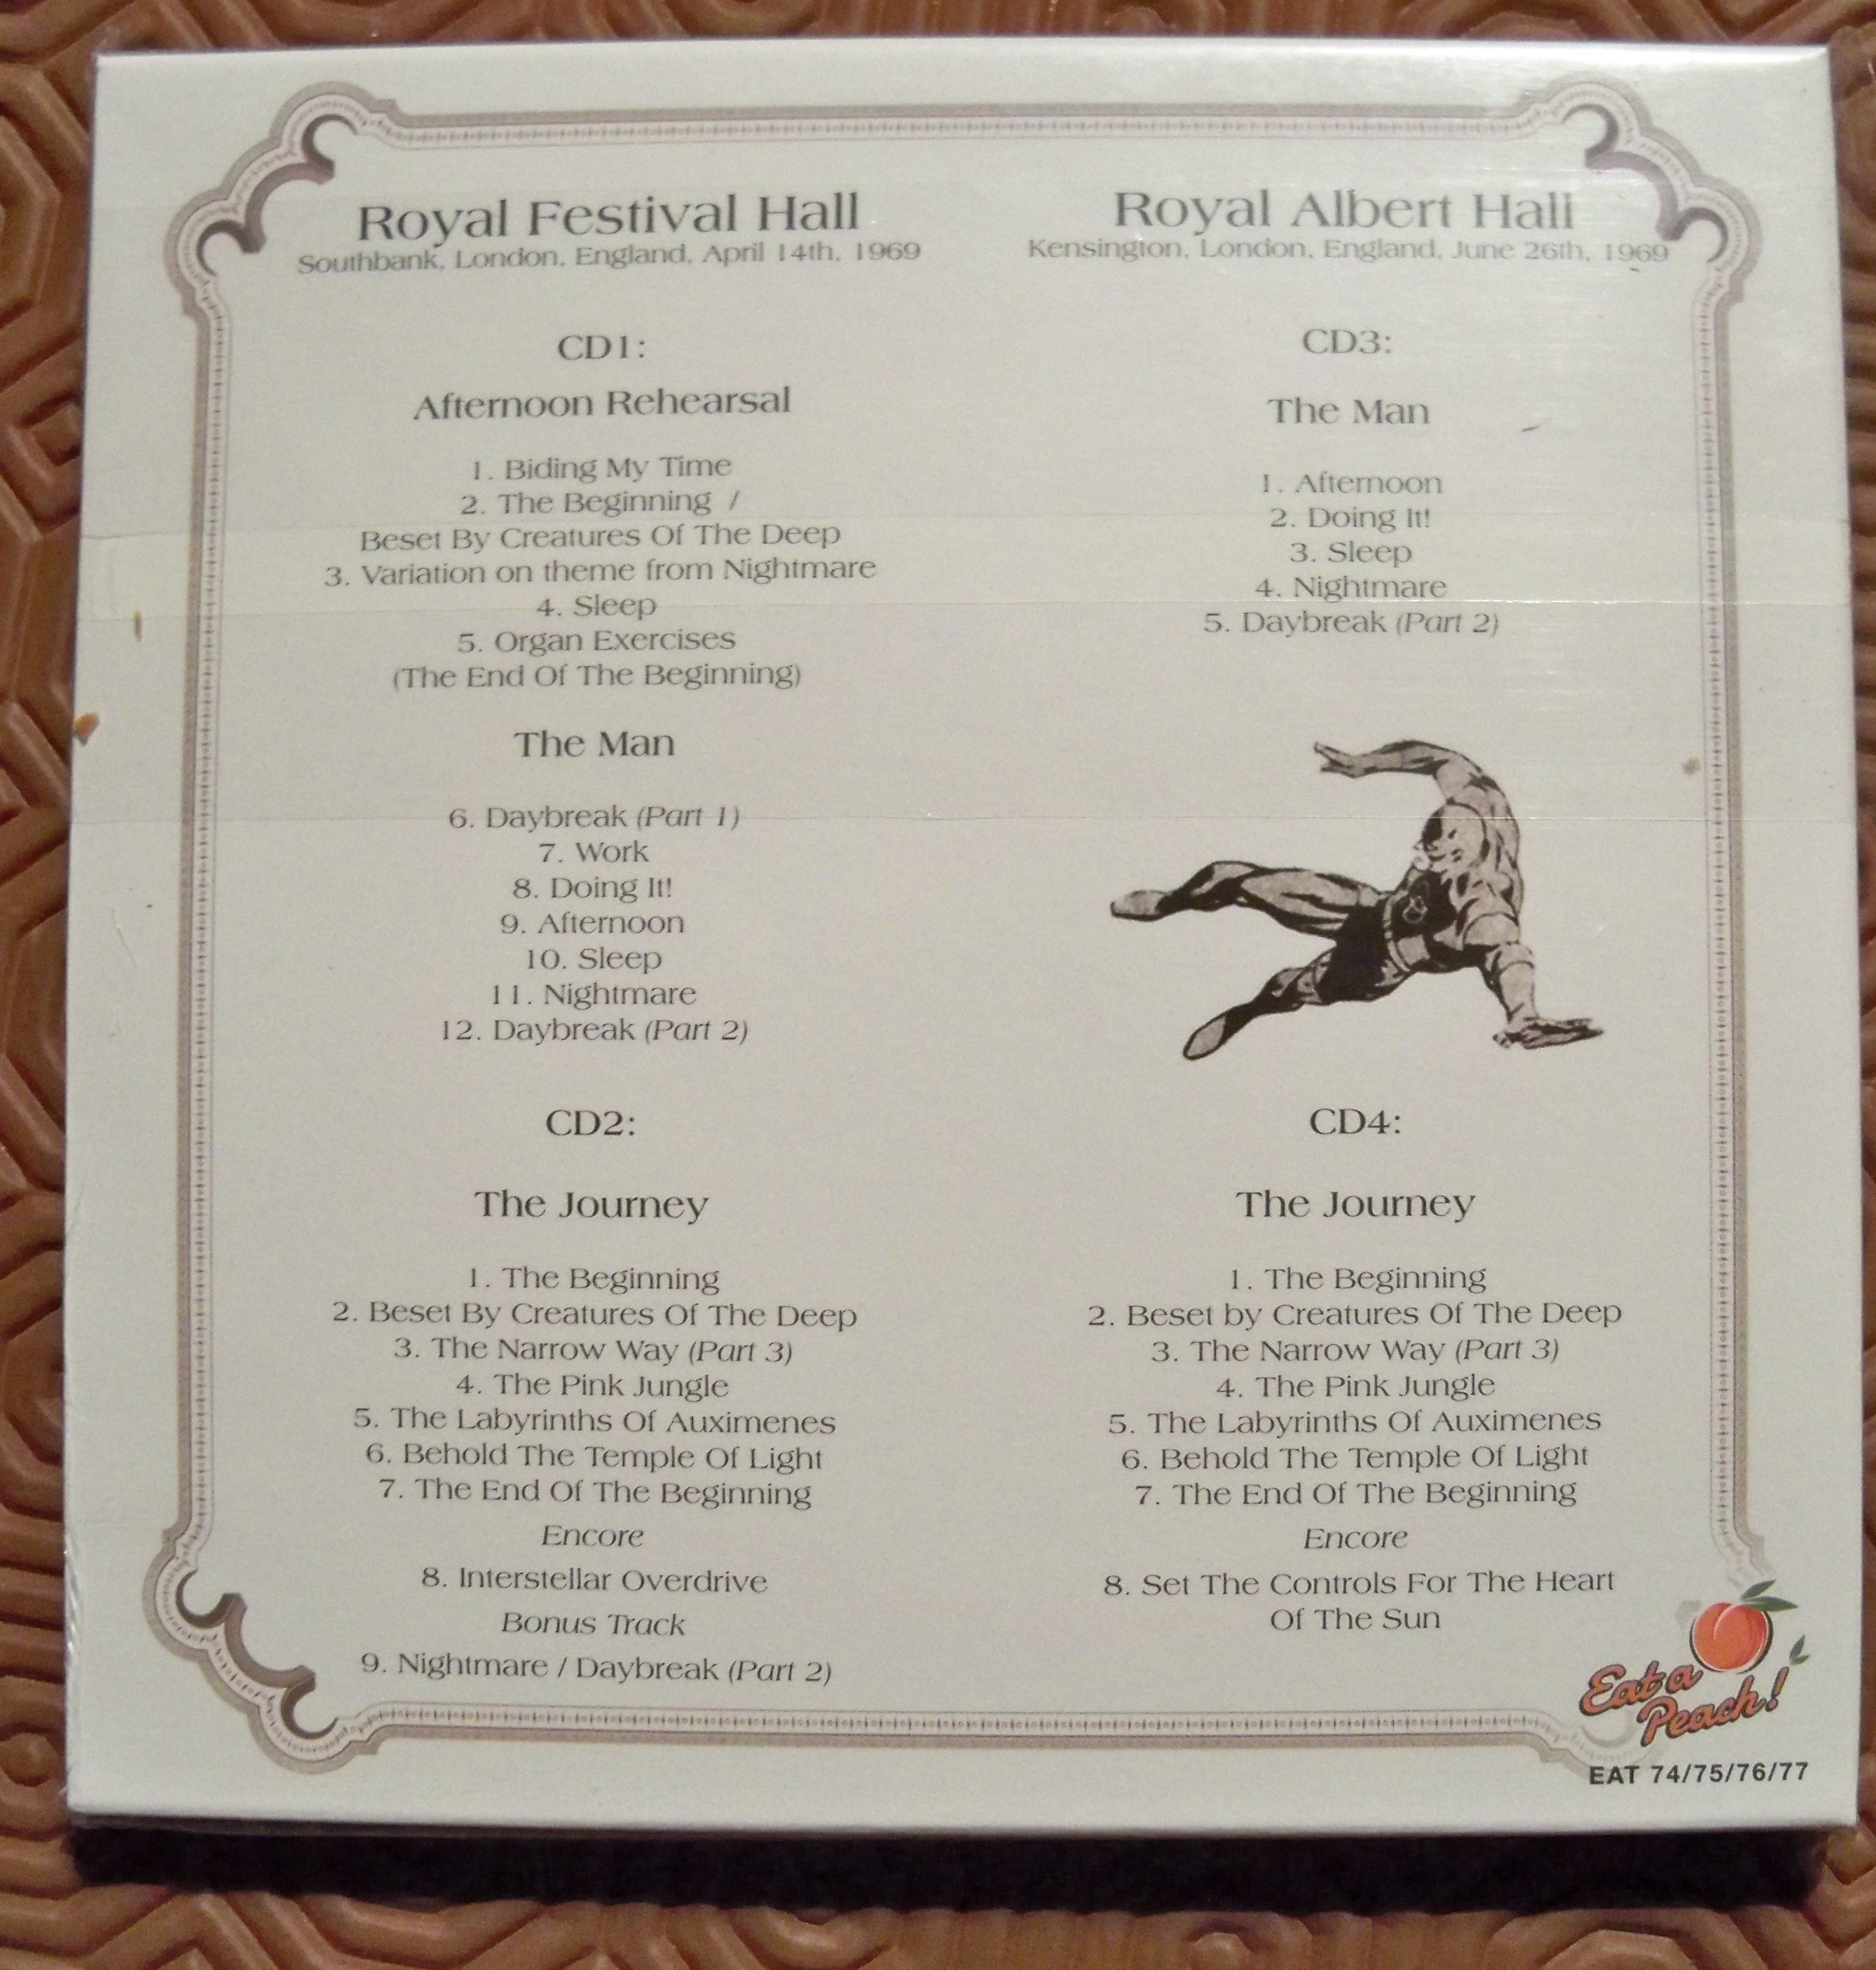 Royal Festival Hall
Southbank, London, England, April 14th, 1969
CD1:
Afternoon Rehearsal
1. Biding My Time
2. The Beginning /
Beset By Creatures Of The Deep
3. Variation on theme from Nightmare
4. Sleep
5. Organ Exercises
(The End Of The Beginning)
The Man
6. Daybreak (Part 1)
7. Work
8. Doing It!
9. Afternoon
10. Sleep
11. Nightmare
12. Daybreak (Part 2)
CD2:
The Journey
1. The Beginning
2. Beset By Creatures Of The Deep
3. The Narrow Way (Part 3)
4. The Pink Jungle
5. The Labyrinths Of Auximenes
6. Behold The Temple Of Light
7. The End Of The Beginning
Encore
8. Interstellar Overdrive
Bonus Track
9. Nightmare / Daybreak (Part 2)
Royal Albert Hall
Kensington, London, England, June 26th, 1969
CD3:
The Man
1. Afternoon
2. Doing It!
3. Sleep
4. Nightmare
5. Daybreak (Part 2)
CD4:
The Journey
1. The Beginning
2. Beset by Creatures Of The Deep
3. The Narrow Way (Part 3)
4. The Pink Jungle
5. The Labyrinths Of Auximenes
6. Behold The Temple Of Light
7. The End Of The Beginning
Encore
8. Set The Controls For The Heart
Of The Sun
Eat a
Peach!
EAT 74/75/76/77